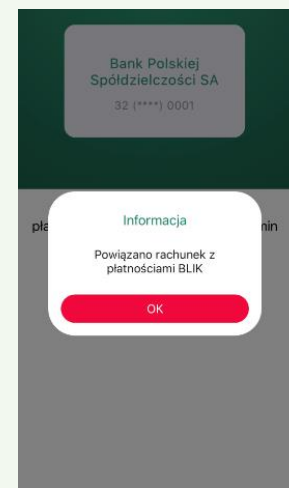 Bank Polskiej
Spółdzielczości SA
32 (****) 0001
Informacja
Powiązano rachunek z
płatnościami BLIK
OK